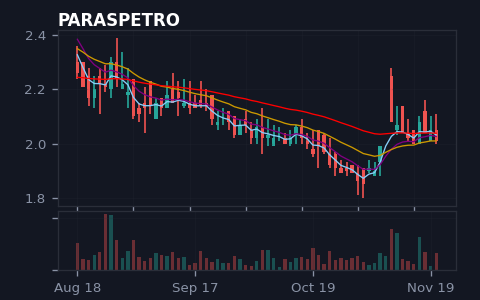 PARASPETRO
2.4
2.2
2.0
1.8
Aug 18
Sep 17
Oct 19
Nov 19